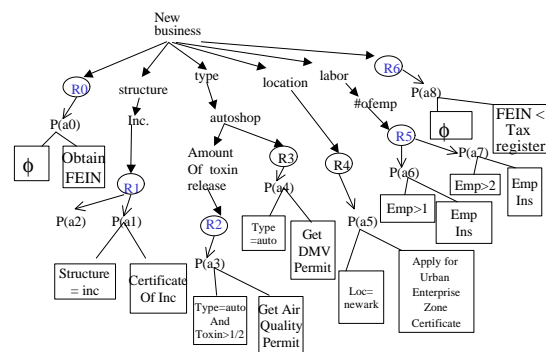 New
business
R0
structure
type
location
labor
R6
P(a0)
Inc.
autoshop
#ofemp
P(a8)
ϕ
Obtain
FEIN
R1
Amount
Of toxin
release
R3
R4
R5
ϕ
FEIN <
Tax
register
P(a2)
P(a1)
R2
P(a4)
P(a6)
P(a7)
Structure
= inc
Certificate
Of Inc
P(a3)
Type
=auto
Get
DMV
Permit
P(a5)
Emp>1
Emp
Ins
Emp>2
Emp
Ins
Type=auto
And
Toxin>1/2
Get Air
Quality
Permit
Loc=
newark
Apply for
Urban
Enterprise
Zone
Certificate